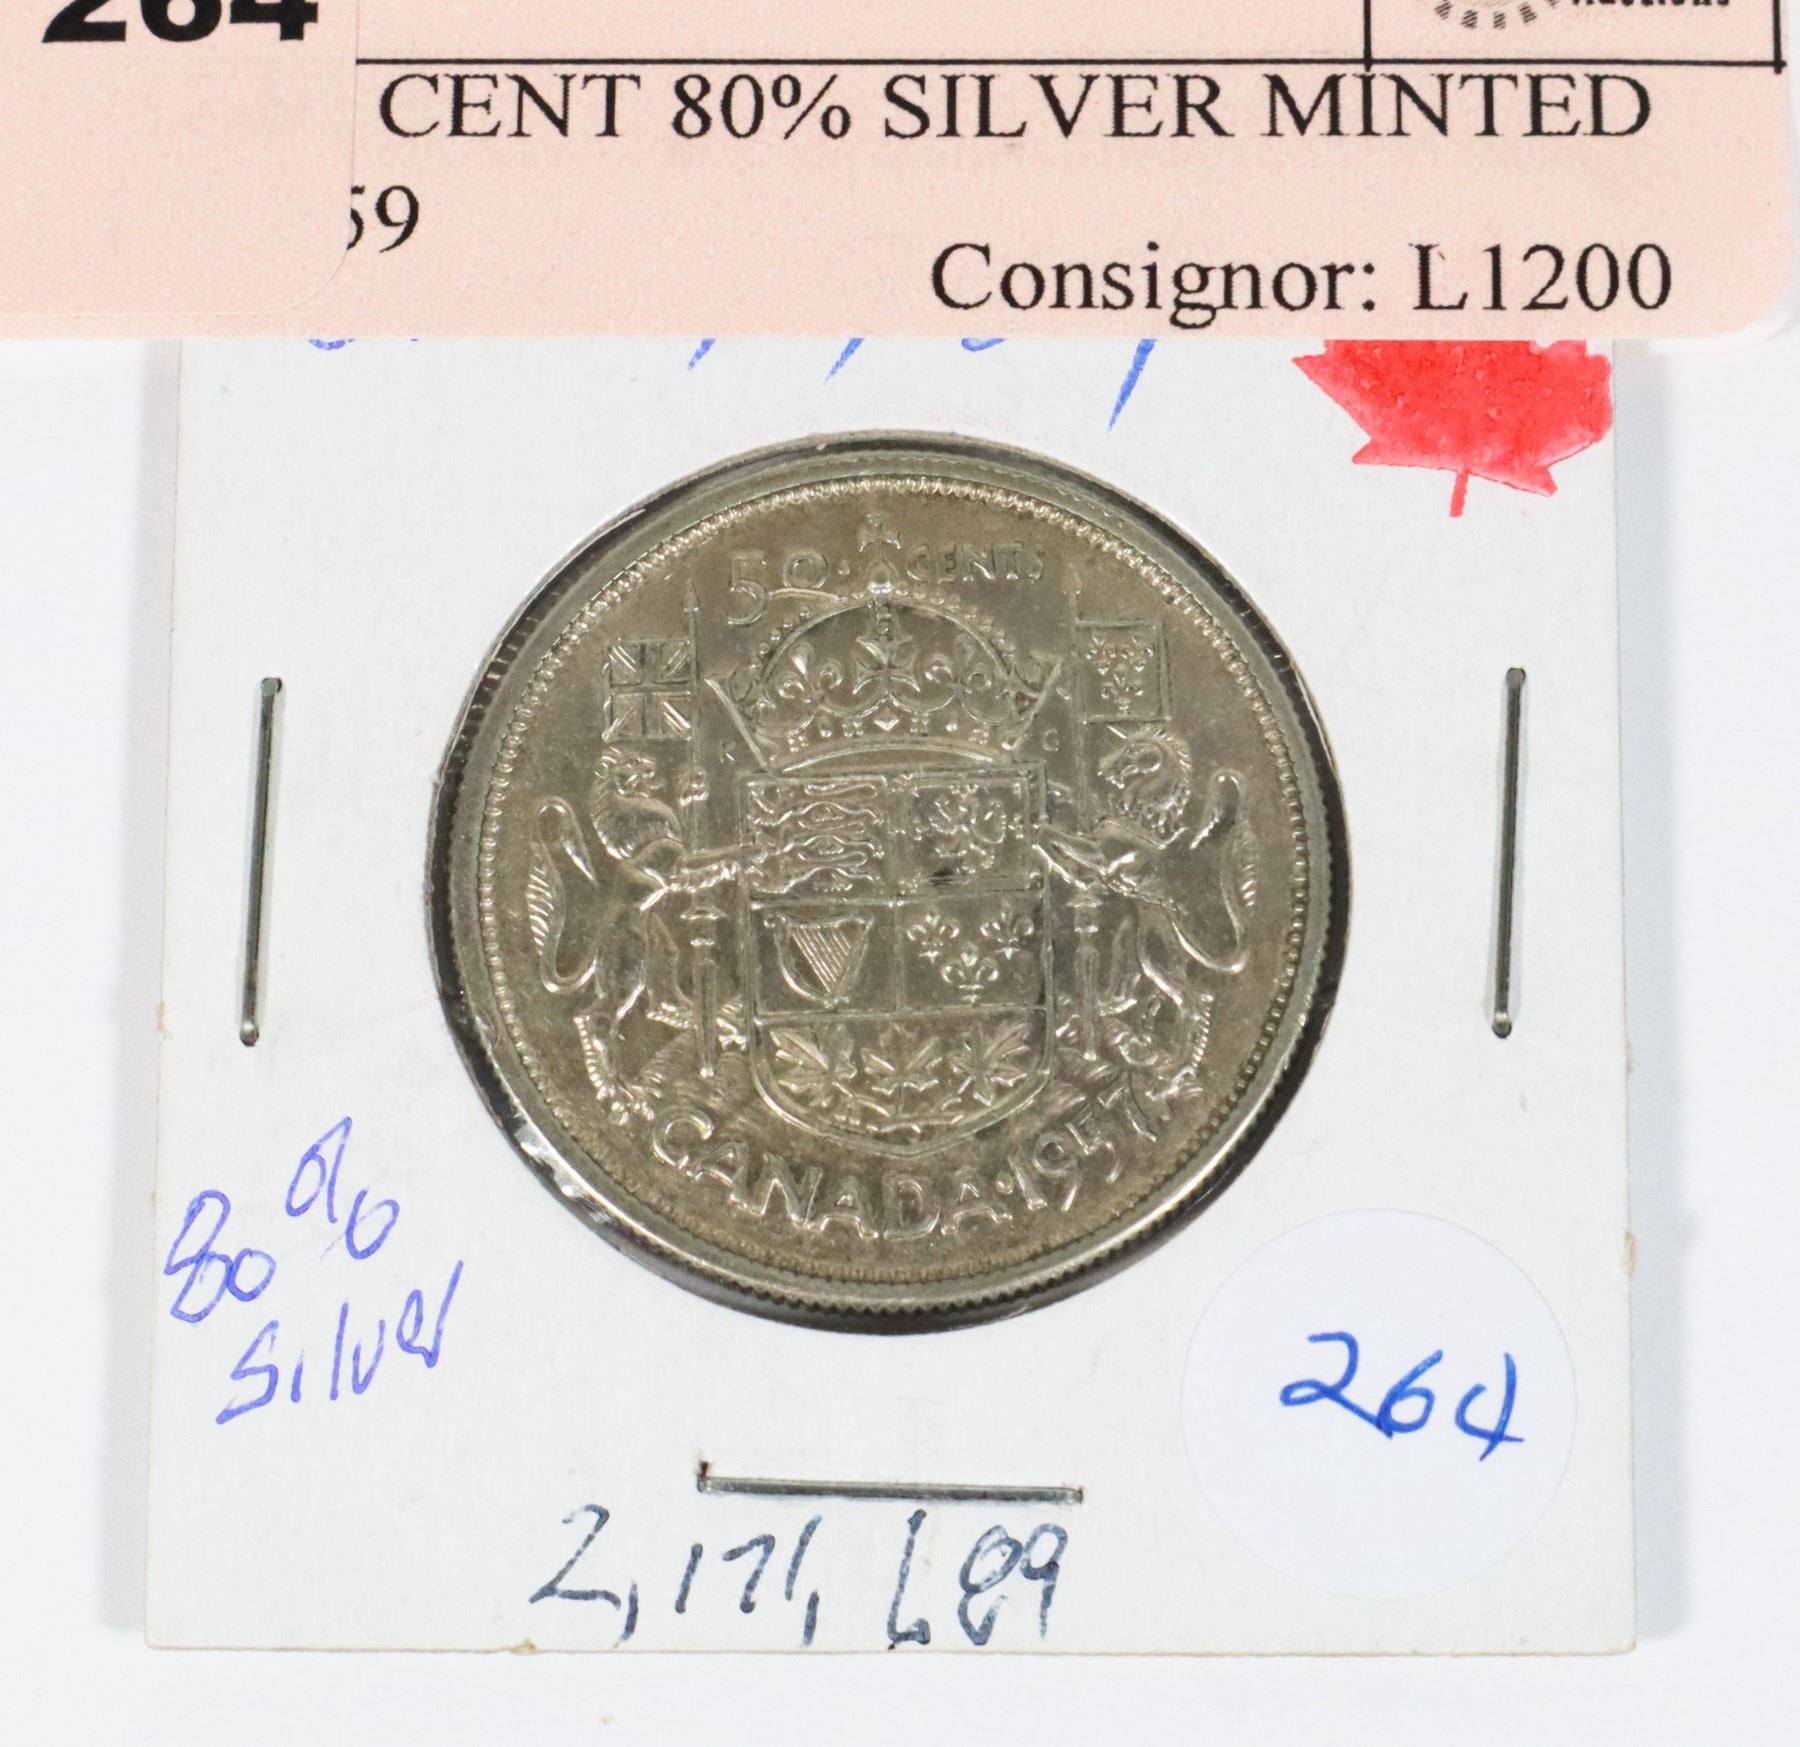 264
CENT 80% SILVER MINTED
59
Consignor: L1200
50 · CENTS
K G
CANADA · 1957
80 %
Silver
264
2,171,689